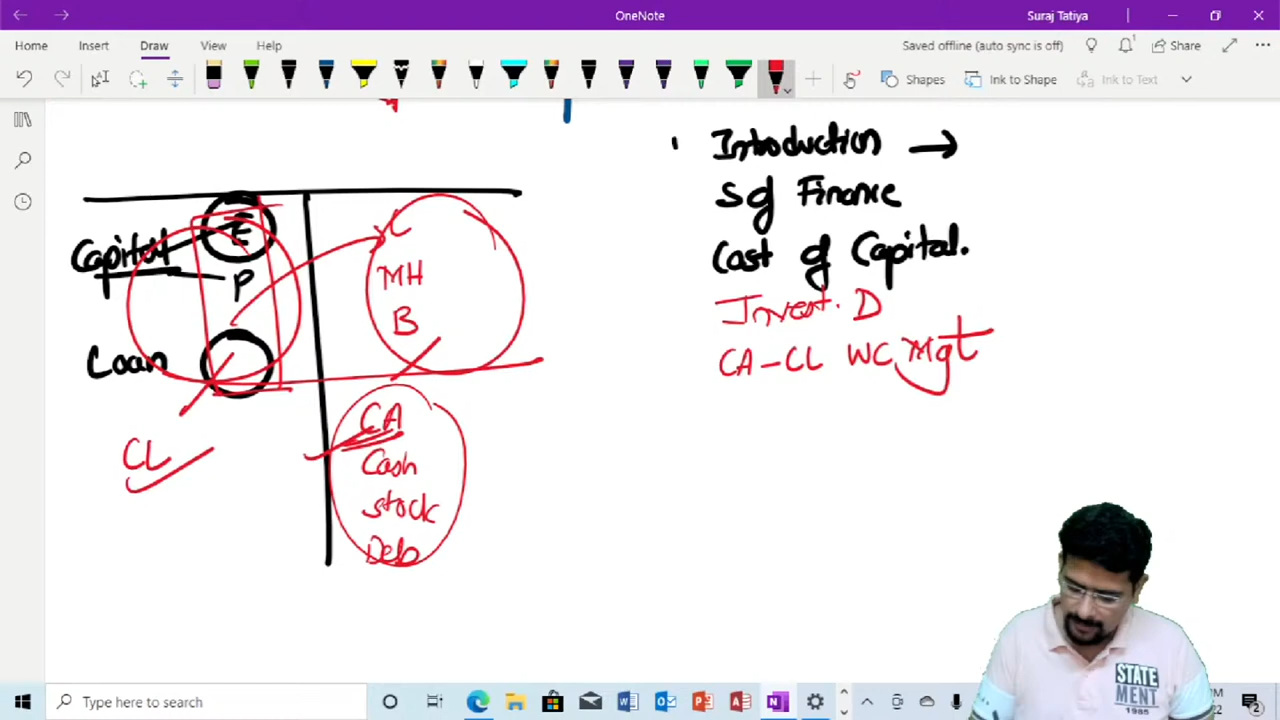 OneNote
Suraj Tatiya
Home Insert Draw View Help
Saved offline (auto sync is off)
Share
Shapes
Ink to Shape
Ink to Text
Introduction →
S of Finance
Cost of Capital.
Invest. D
CA-CL WC Mgt
Capital E
P
Loan
CL
L
MH
B
CA
Cash
stock
Deb
STATE
MENT
1985
Type here to search